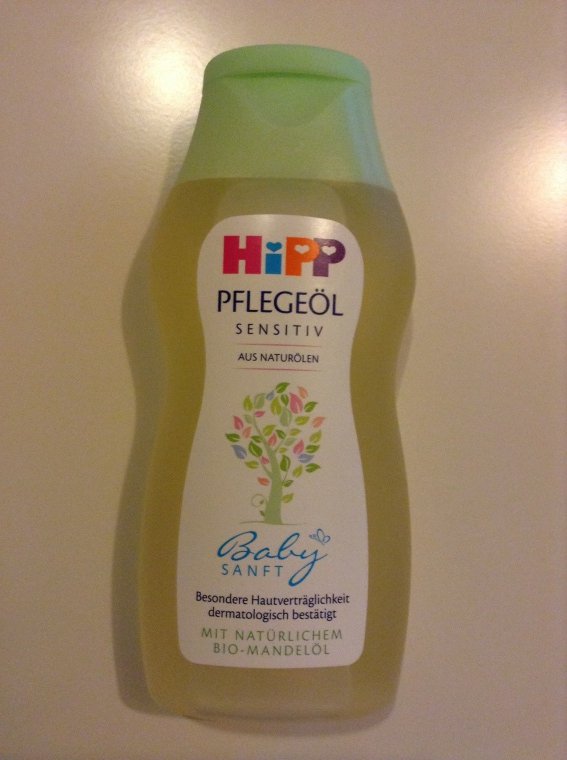 HiPP
PFLEGEÖL
SENSITIV
AUS NATURÖLEN
Baby
SANFT
Besondere Hautverträglichkeit
dermatologisch bestätigt
MIT NATÜRLICHEM
BIO-MANDELÖL